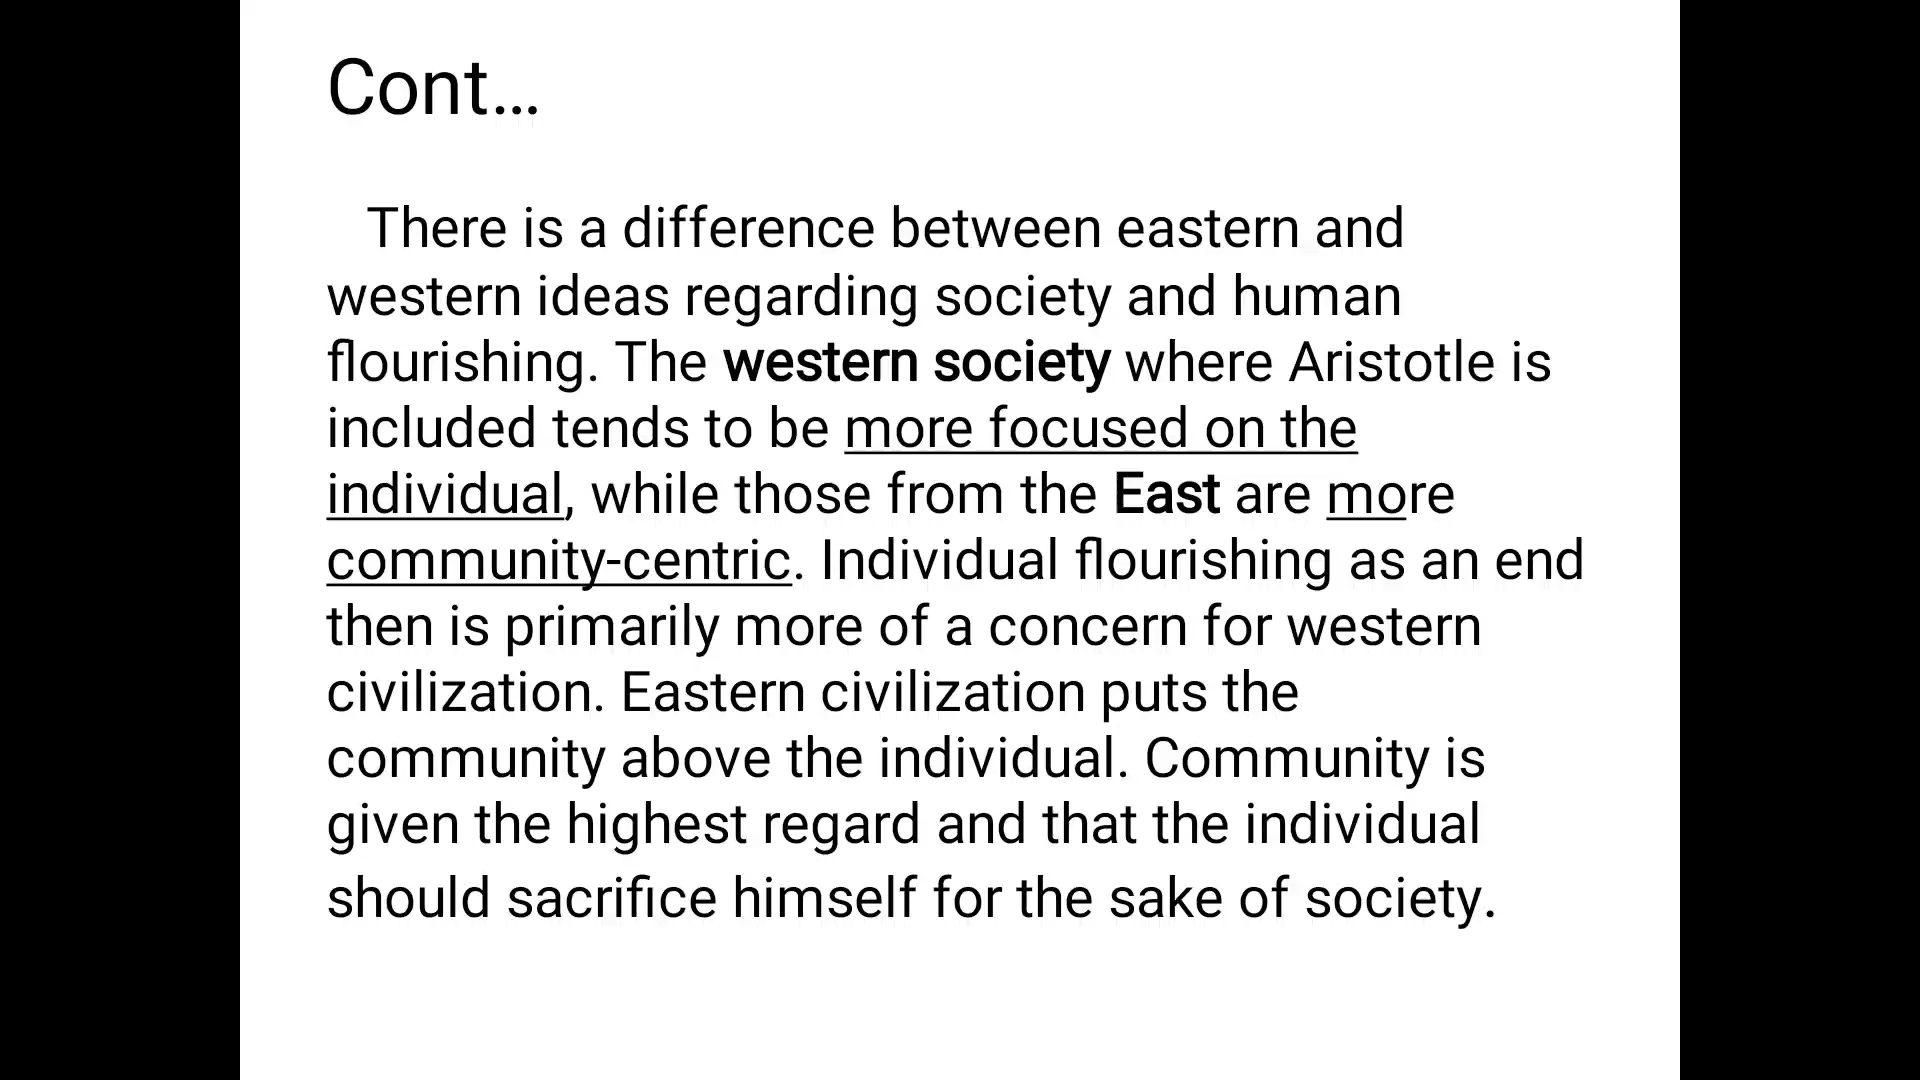 Cont...
There is a difference between eastern and
western ideas regarding society and human
flourishing. The western society where Aristotle is
included tends to be more focused on the
individual, while those from the East are more
community-centric. Individual flourishing as an end
then is primarily more of a concern for western
civilization. Eastern civilization puts the
community above the individual. Community is
given the highest regard and that the individual
should sacrifice himself for the sake of society.